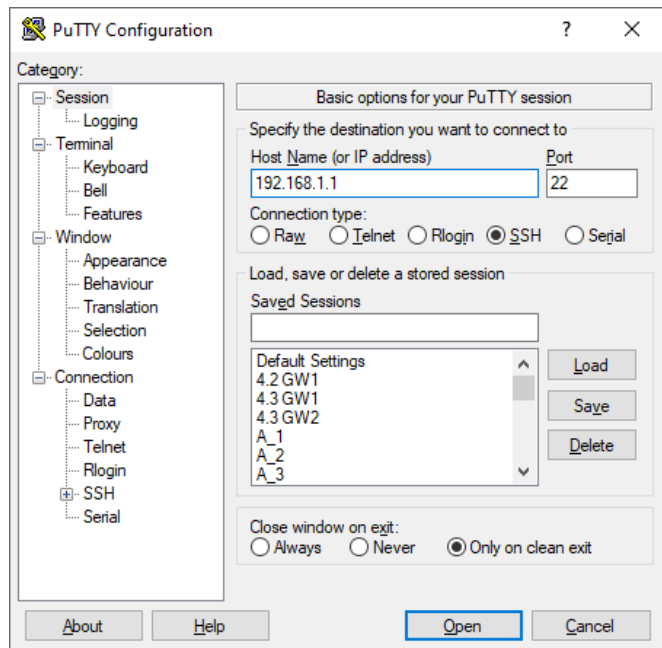 PuTTY Configuration
?
Category:
Session
Logging
Terminal
Keyboard
Bell
Features
Window
Appearance
Behaviour
Translation
Selection
Colours
Connection
Data
Proxy
Telnet
Rlogin
SSH
Serial
Basic options for your PuTTY session
Specify the destination you want to connect to
Host Name (or IP address) Port
192.168.1.1 22
Connection type:
Raw Telnet Rlogin SSH Serial
Load, save or delete a stored session
Saved Sessions
Default Settings
4.2 GW1
4.3 GW1
4.3 GW2
A_1
A_2
A_3
Load
Save
Delete
Close window on exit:
Always Never Only on clean exit
About Help Open Cancel